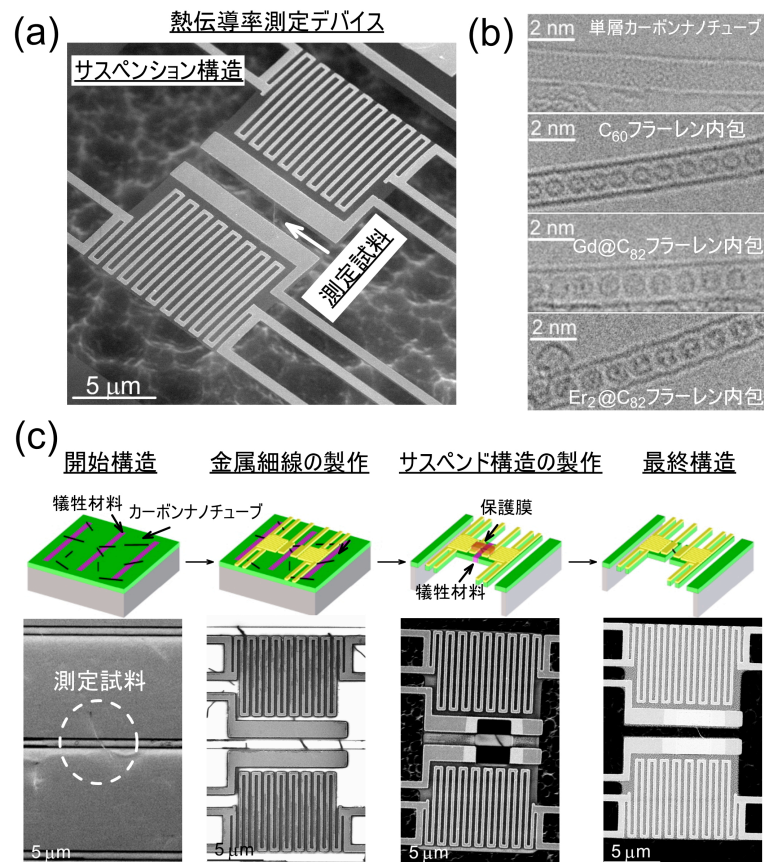 (a)
熱伝導率測定デバイス
サスペンション構造
測定試料
5 μm
(b)
2 nm
単層カーボンナノチューブ
2 nm
C₆₀フラーレン内包
2 nm
Gd@C₈₂フラーレン内包
2 nm
Er₂@C₈₂フラーレン内包
(c)
開始構造
金属細線の製作
サスペンド構造の製作
最終構造
犠牲材料
カーボンナノチューブ
保護膜
犠牲材料
測定試料
5 μm
5 μm
5 μm
5 μm